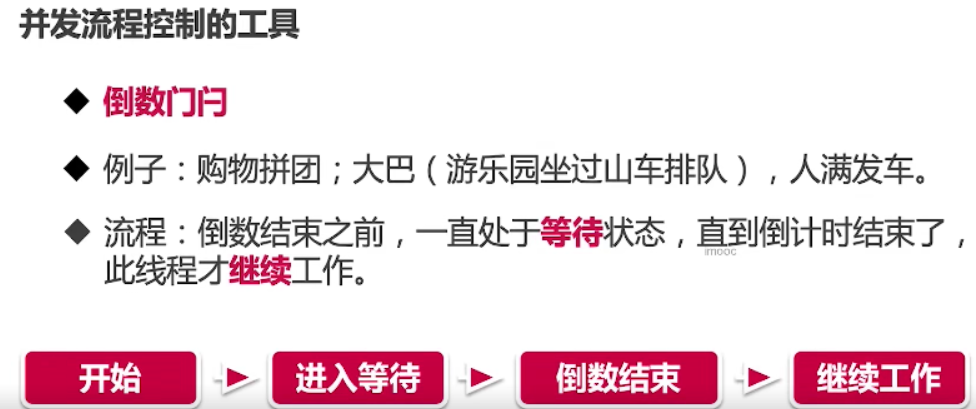 并发流程控制的工具
◆ 倒数门闩
◆ 例子：购物拼团；大巴（游乐园坐过山车排队），人满发车。
◆ 流程：倒数结束之前，一直处于等待状态，直到倒计时结束了，
此线程才继续工作。
imooc
开始 进入等待 倒数结束 继续工作